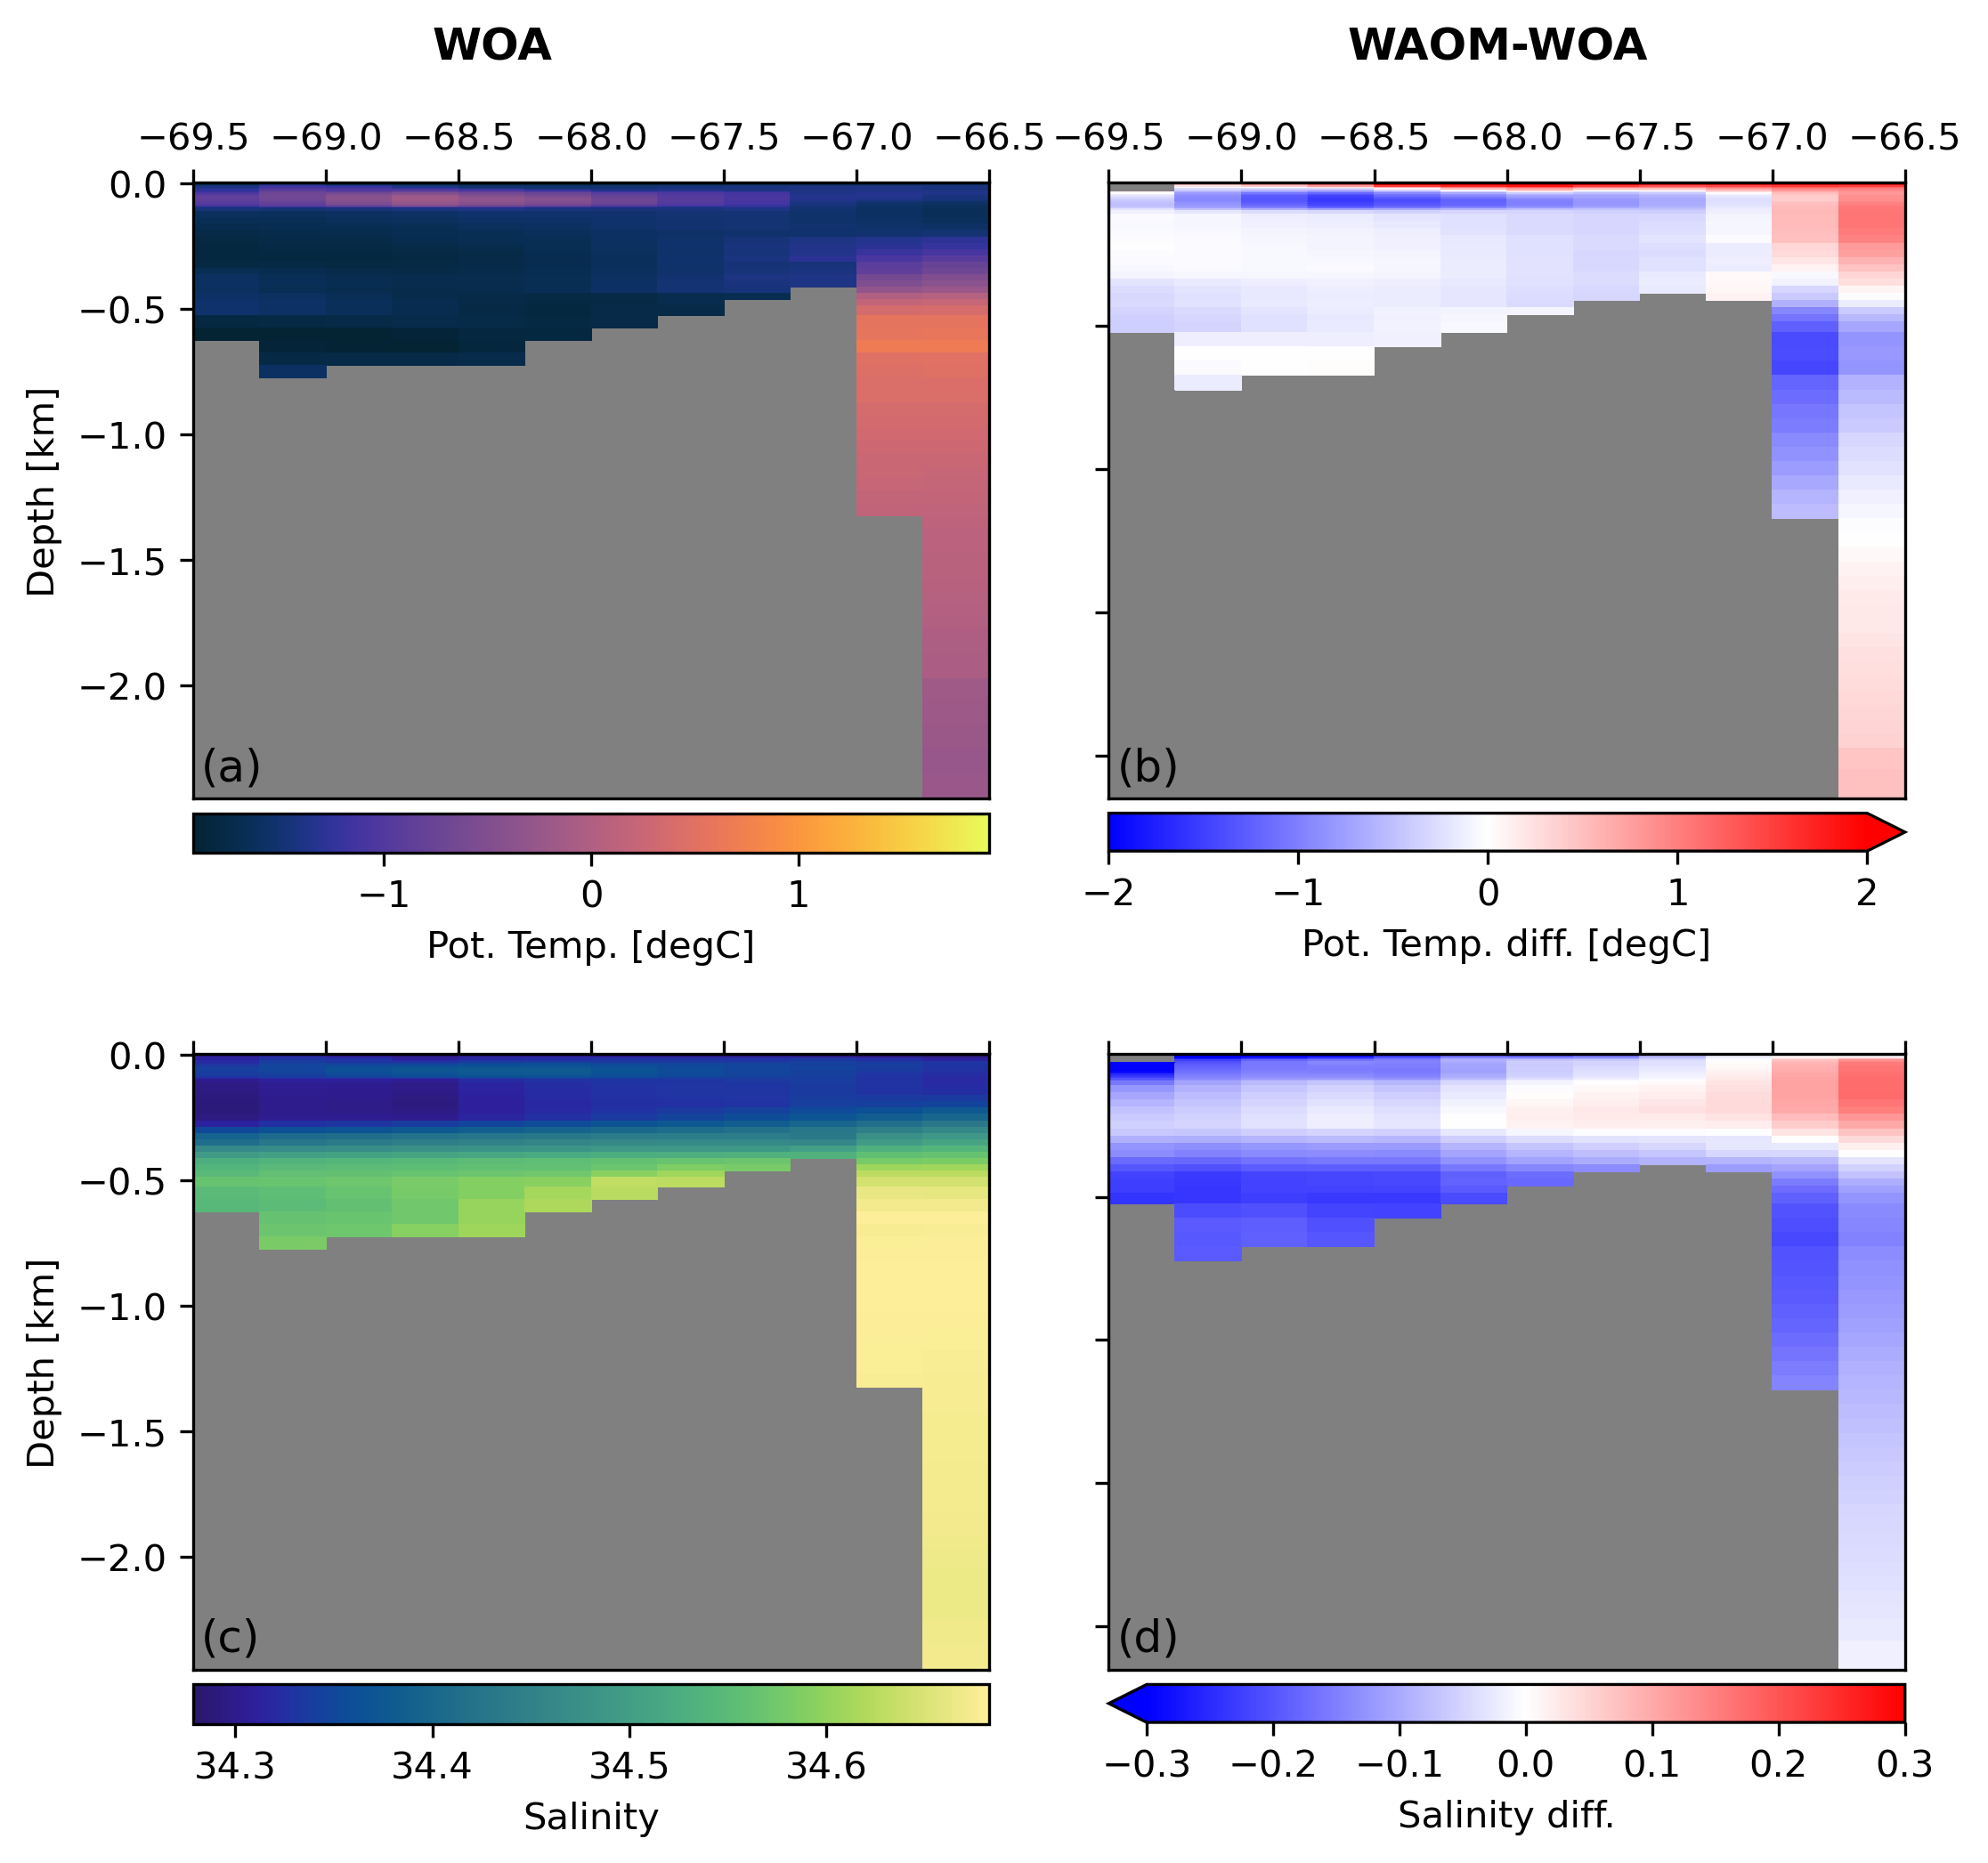 WOA
WAOM-WOA
−69.5 −69.0 −68.5 −68.0 −67.5 −67.0 −66.5
−69.5 −69.0 −68.5 −68.0 −67.5 −67.0 −66.5
0.0
−0.5
−1.0
−1.5
−2.0
Depth [km]
(a)
(b)
−1 0 1
Pot. Temp. [degC]
−2 −1 0 1 2
Pot. Temp. diff. [degC]
0.0
−0.5
−1.0
−1.5
−2.0
Depth [km]
(c)
(d)
34.3 34.4 34.5 34.6
Salinity
−0.3 −0.2 −0.1 0.0 0.1 0.2 0.3
Salinity diff.